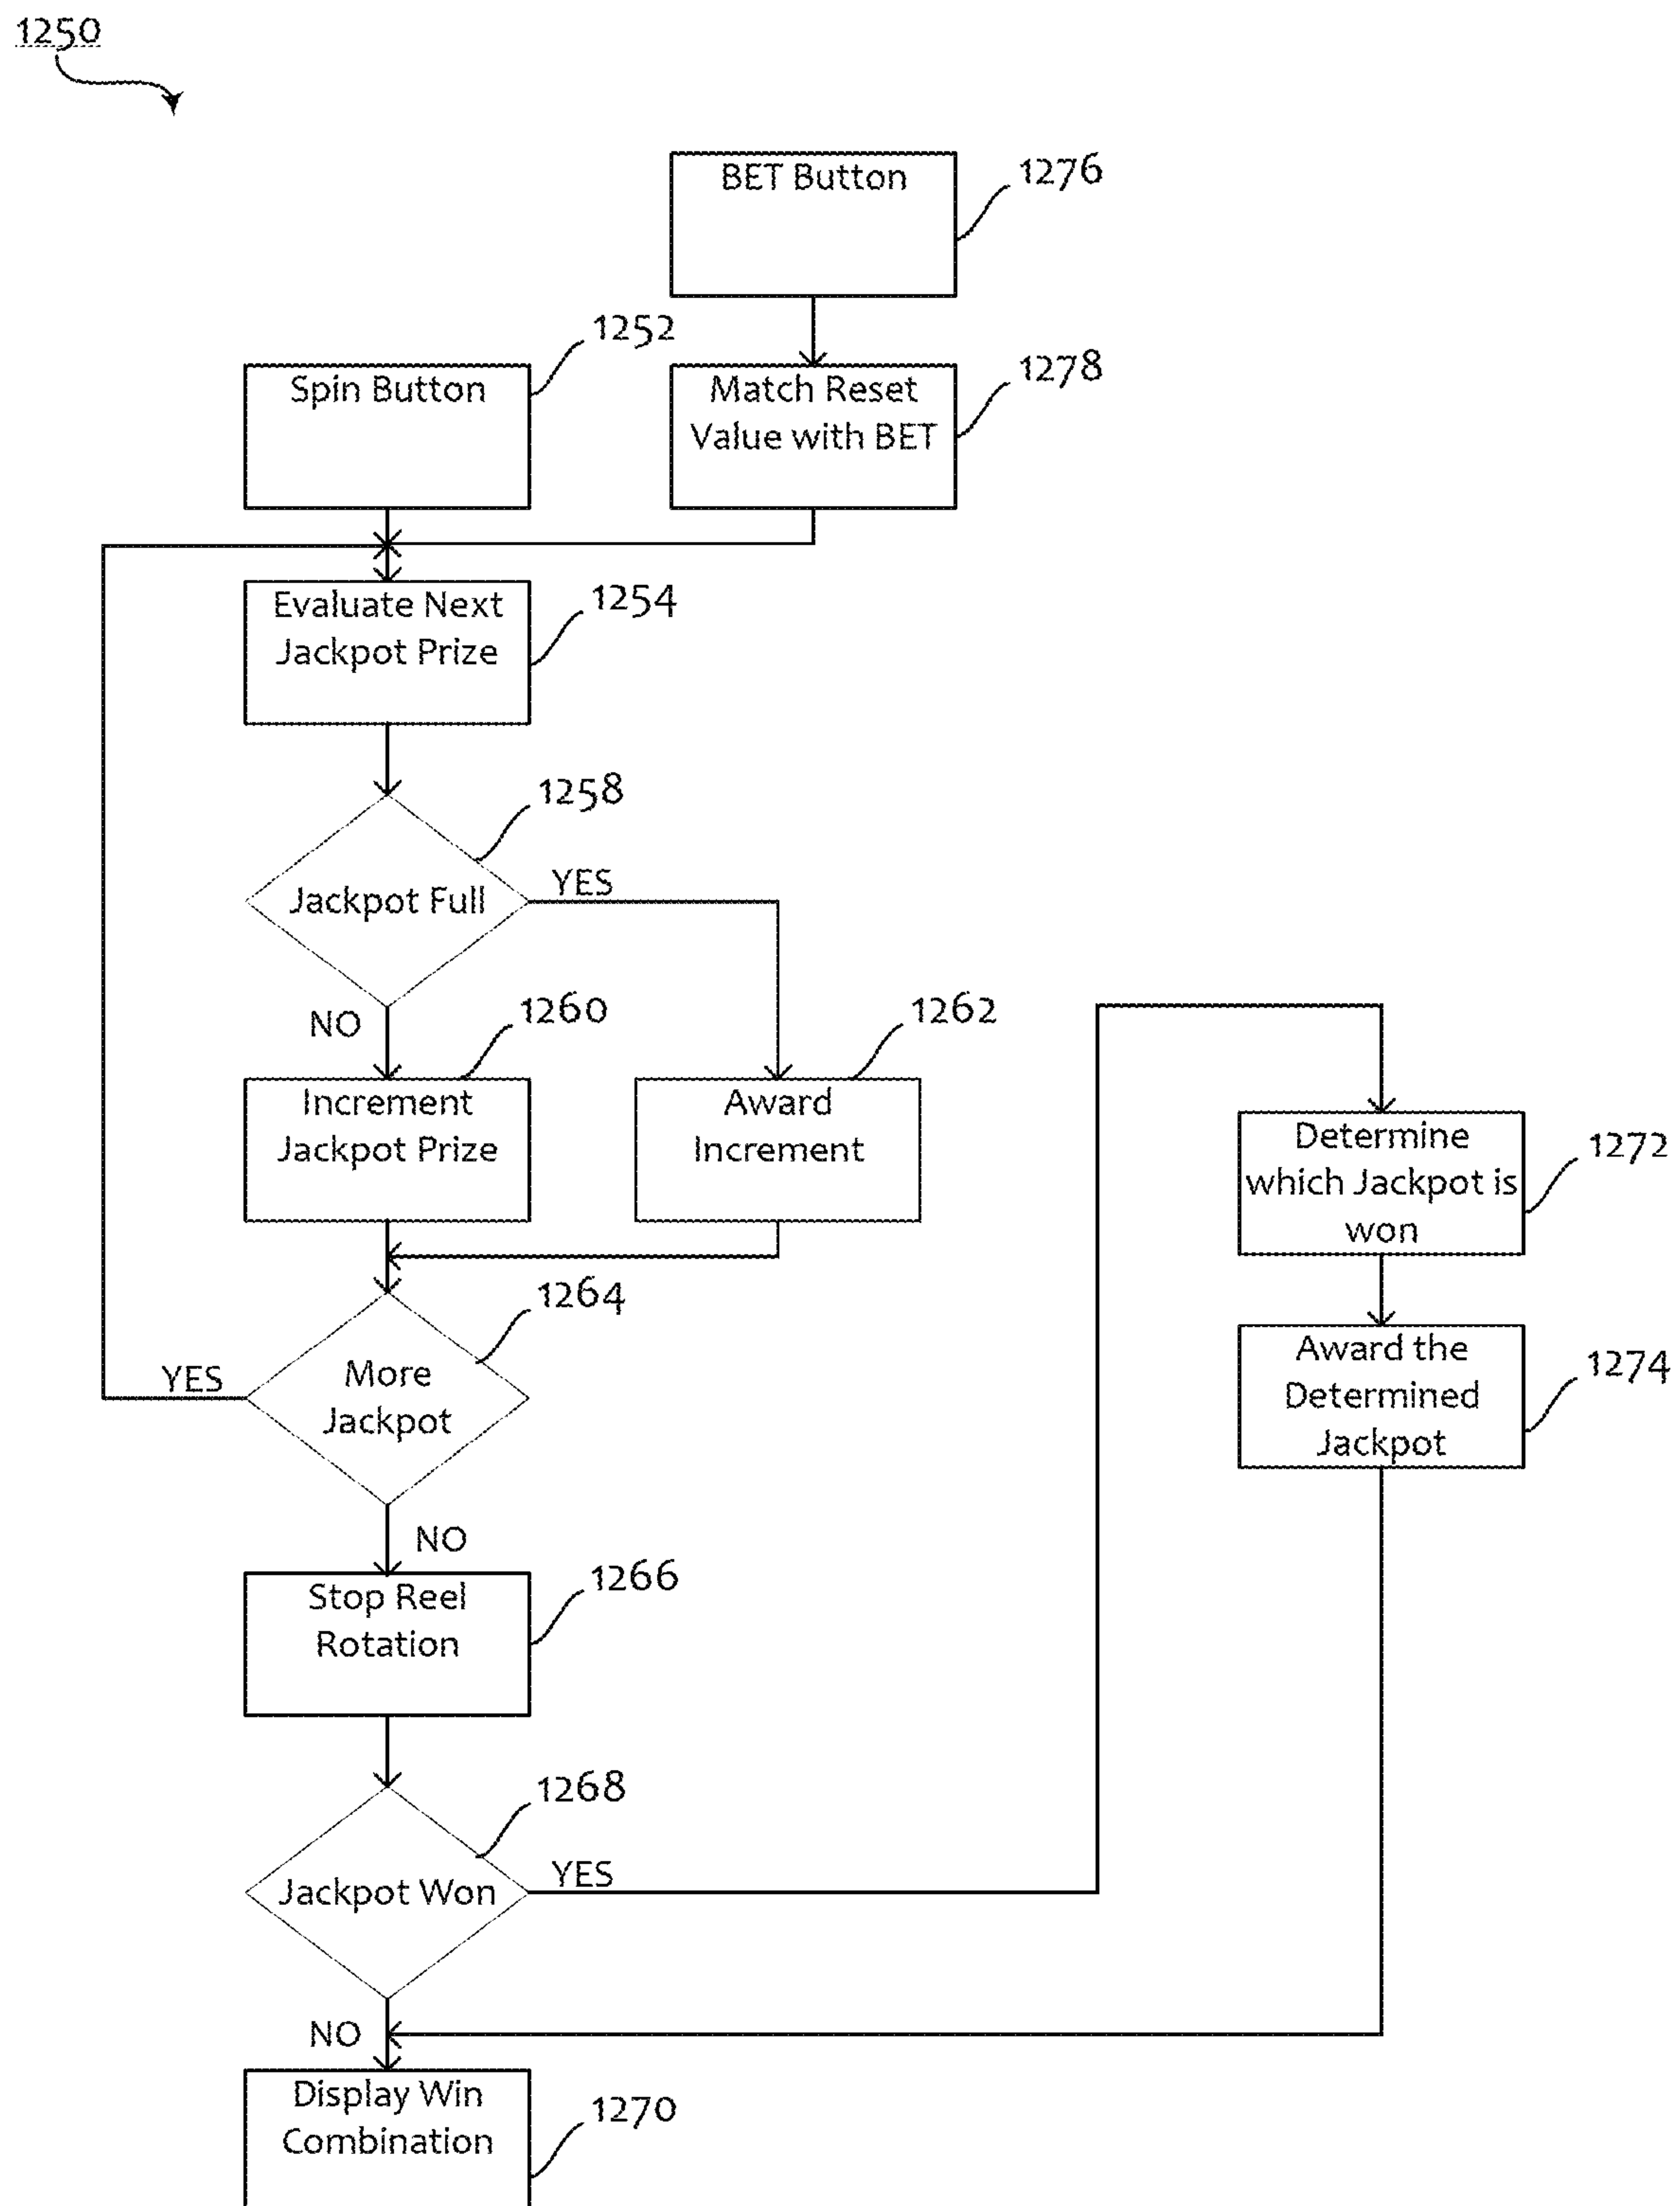 1250
BET Button
1276
1252
Spin Button
Match Reset
Value with BET
1278
Evaluate Next
Jackpot Prize
1254
1258
Jackpot Full
YES
NO
1260
1262
Increment
Jackpot Prize
Award
Increment
Determine
which Jackpot is
won
1272
1264
More
Jackpot
YES
Award the
Determined
Jackpot
1274
NO
Stop Reel
Rotation
1266
1268
Jackpot Won
YES
NO
Display Win
Combination
1270